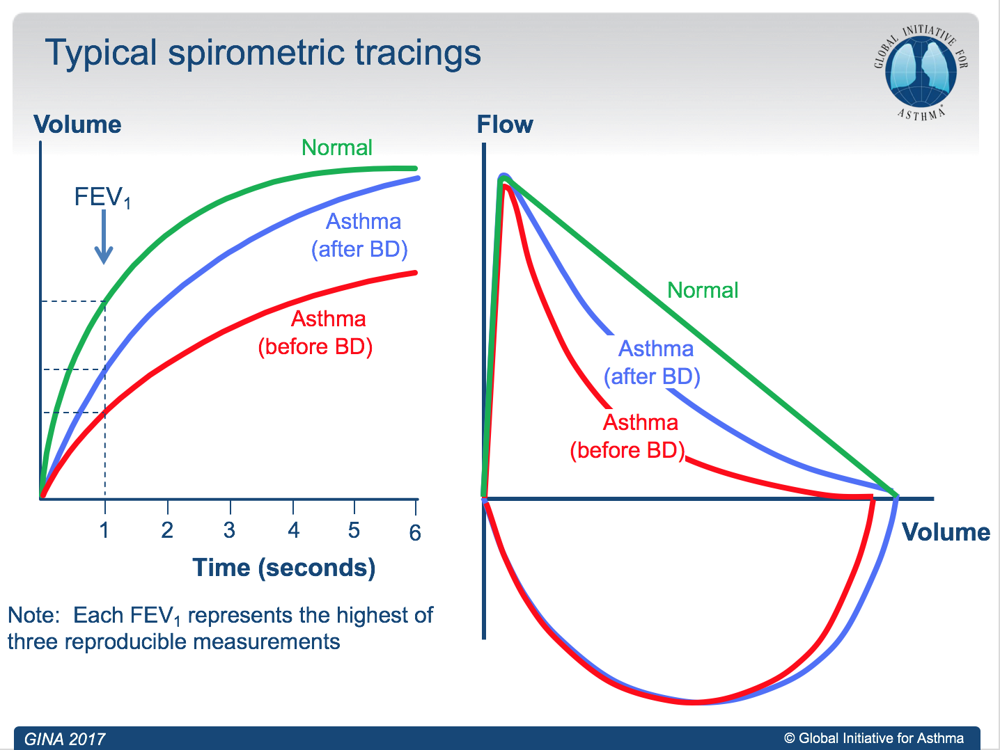 Typical spirometric tracings
GLOBAL INITIATIVE FOR
ASTHMA
Volume
Normal
FEV1
Asthma
(after BD)
Asthma
(before BD)
1 2 3 4 5 6
Time (seconds)
Note: Each FEV1 represents the highest of
three reproducible measurements
Flow
Normal
Asthma
(after BD)
Asthma
(before BD)
Volume
GINA 2017
© Global Initiative for Asthma